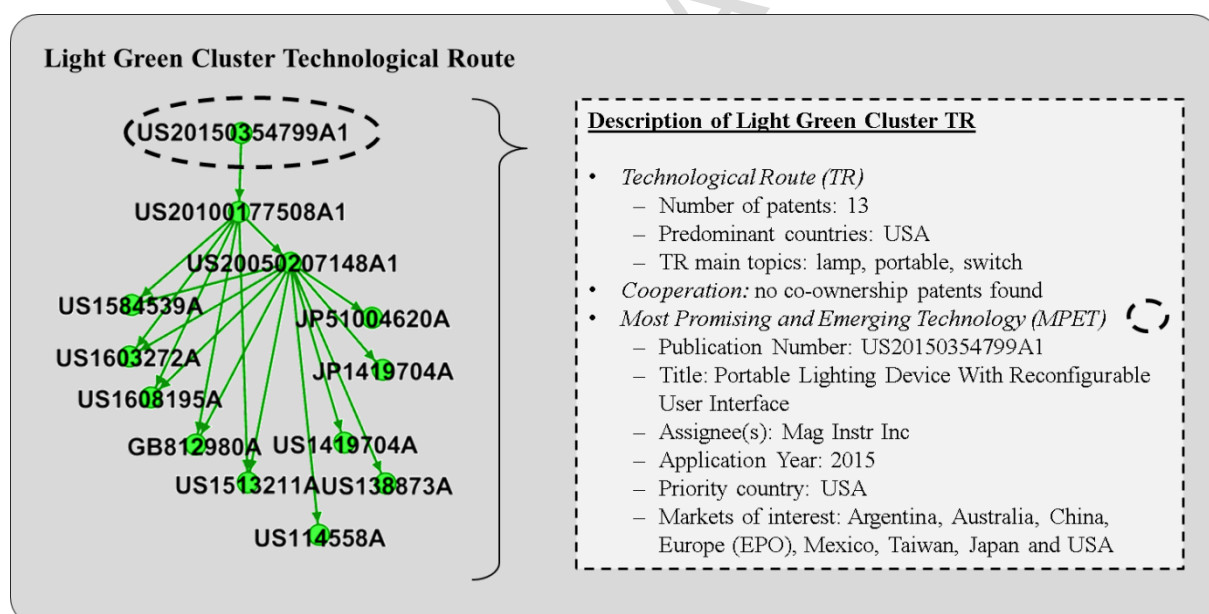 Light Green Cluster Technological Route
US20150354799A1
US20100177508A1
US20050207148A1
US1584539A
JP51004620A
US1603272A
JP1419704A
US1608195A
GB812980A
US1419704A
US1513211A
US138873A
US114558A
Description of Light Green Cluster TR
• Technological Route (TR)
– Number of patents: 13
– Predominant countries: USA
– TR main topics: lamp, portable, switch
• Cooperation: no co-ownership patents found
• Most Promising and Emerging Technology (MPET)
– Publication Number: US20150354799A1
– Title: Portable Lighting Device With Reconfigurable
User Interface
– Assignee(s): Mag Instr Inc
– Application Year: 2015
– Priority country: USA
– Markets of interest: Argentina, Australia, China,
Europe (EPO), Mexico, Taiwan, Japan and USA